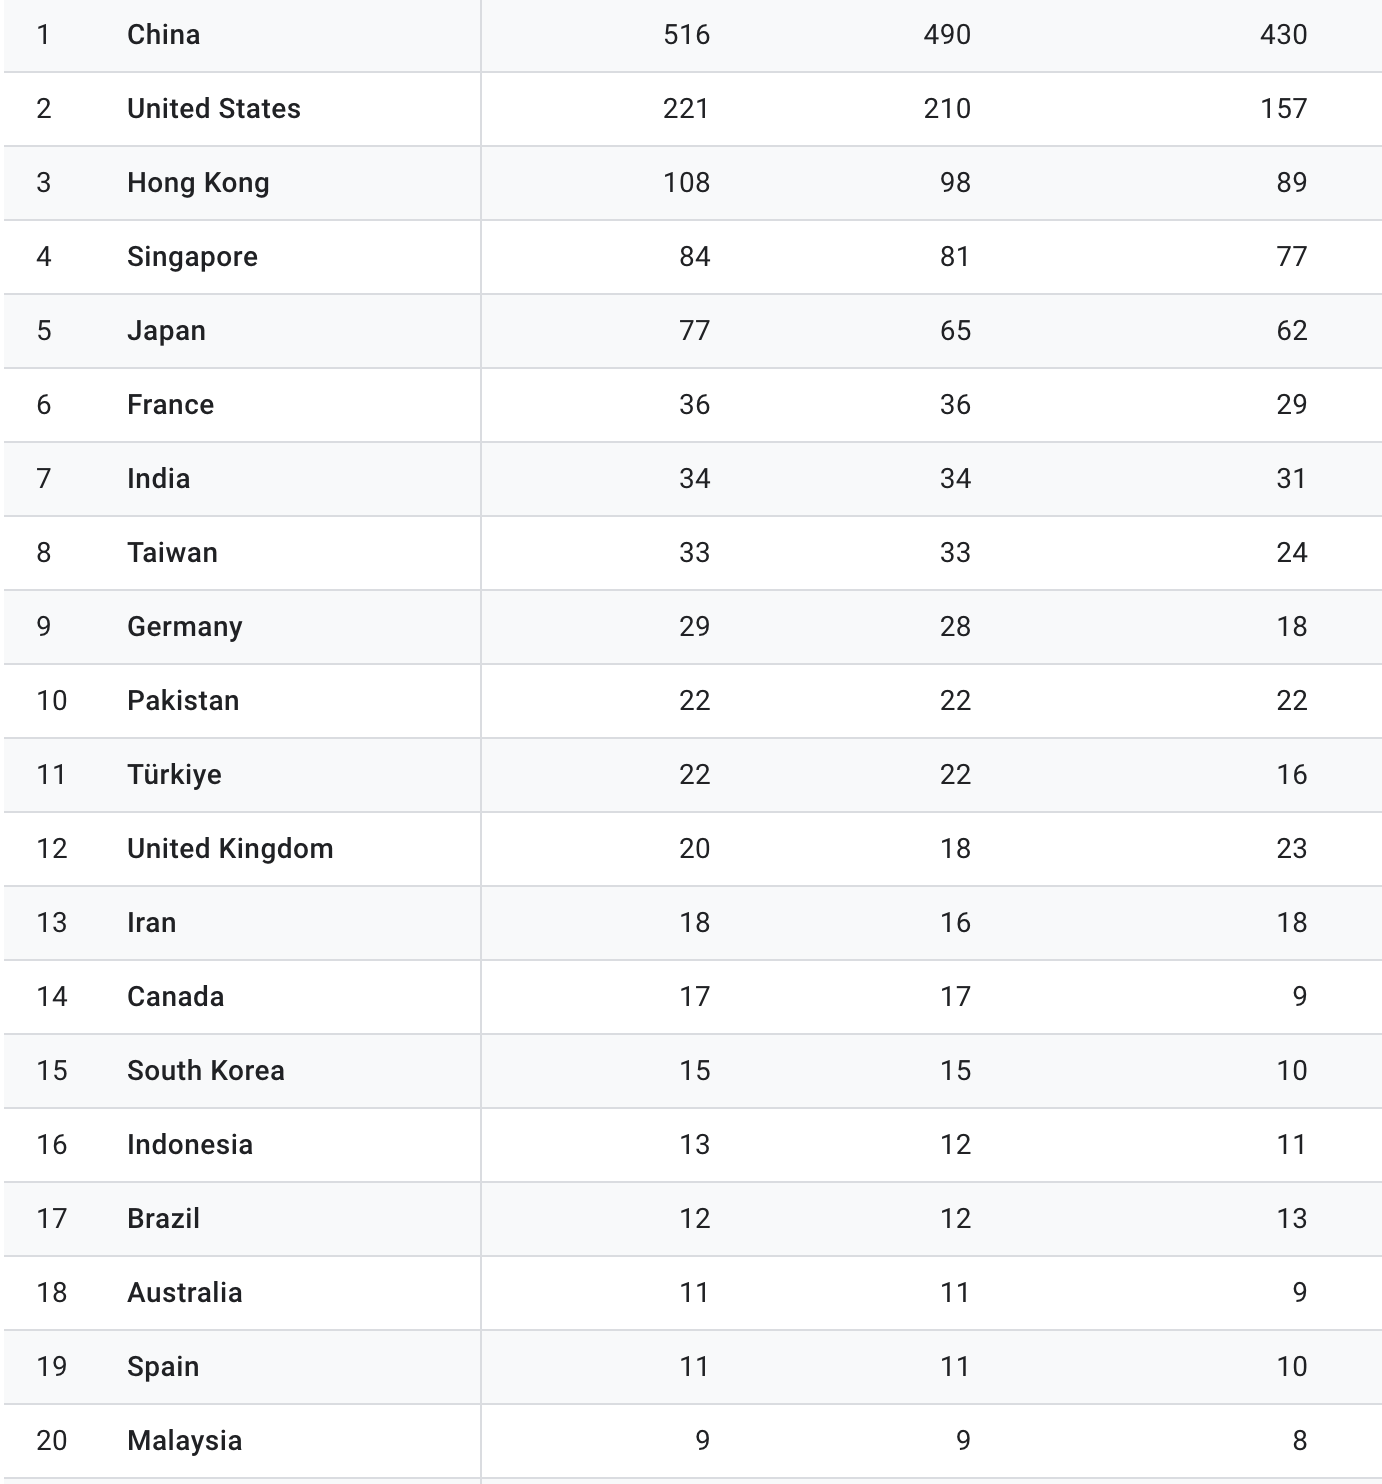 1 China 516 490 430
2 United States 221 210 157
3 Hong Kong 108 98 89
4 Singapore 84 81 77
5 Japan 77 65 62
6 France 36 36 29
7 India 34 34 31
8 Taiwan 33 33 24
9 Germany 29 28 18
10 Pakistan 22 22 22
11 Türkiye 22 22 16
12 United Kingdom 20 18 23
13 Iran 18 16 18
14 Canada 17 17 9
15 South Korea 15 15 10
16 Indonesia 13 12 11
17 Brazil 12 12 13
18 Australia 11 11 9
19 Spain 11 11 10
20 Malaysia 9 9 8